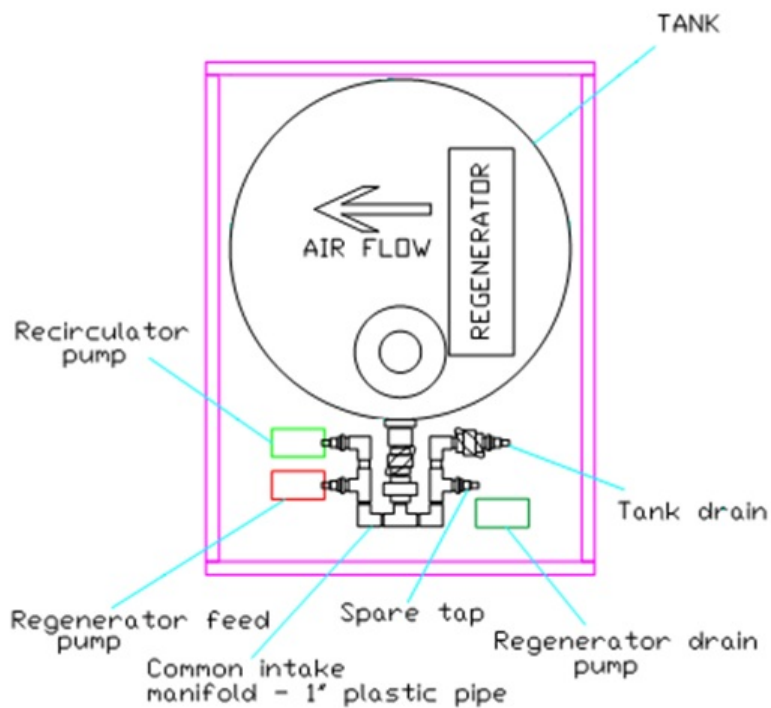 TANK
REGENERATOR
AIR FLOW
Recirculator
pump
Tank drain
Regenerator feed
pump
Spare tap
Regenerator drain
pump
Common intake
manifold - 1" plastic pipe